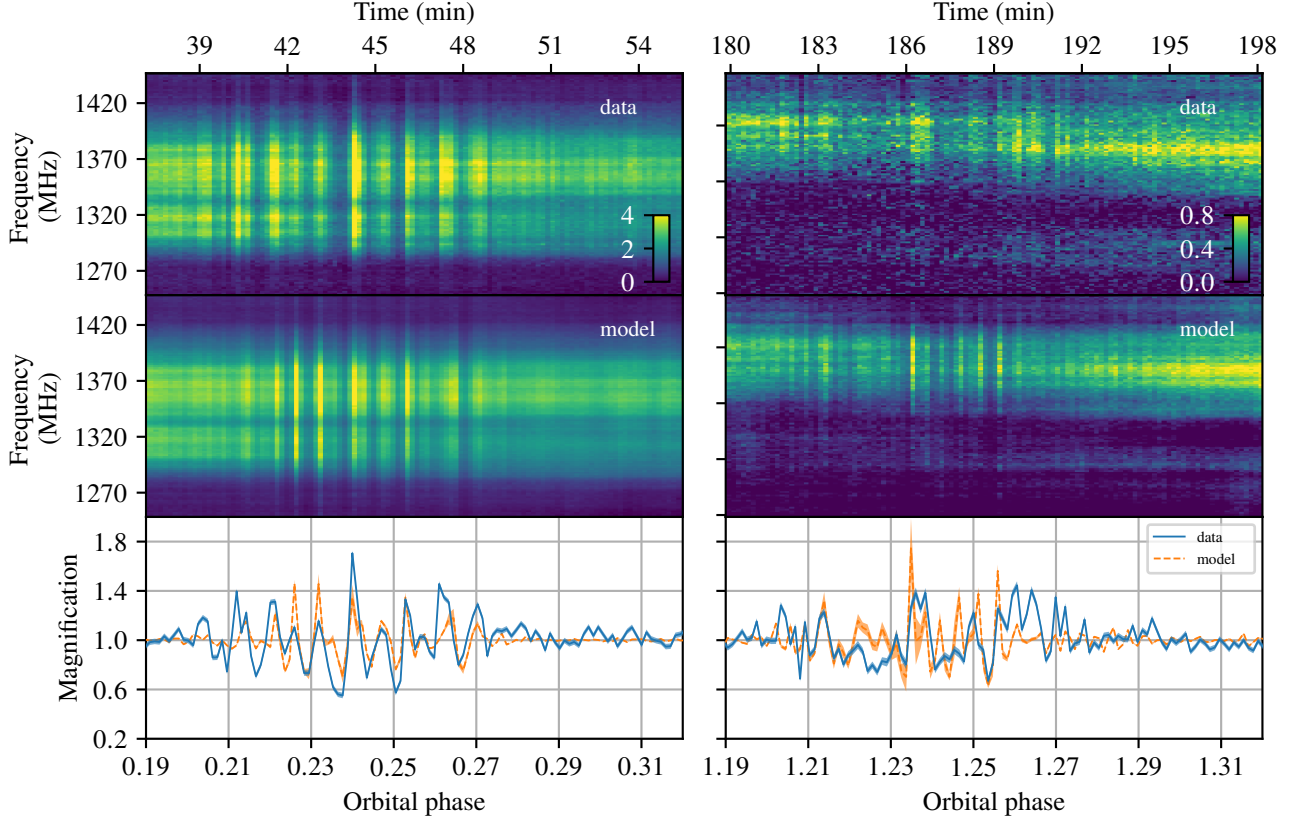 Time (min)
Time (min)
39 42 45 48 51 54
180 183 186 189 192 195 198
1420
1370
1320
1270
Frequency
(MHz)
data
4
2
0
data
0.8
0.4
0.0
1420
1370
1320
1270
Frequency
(MHz)
model
model
1.8
1.4
1.0
0.6
0.2
Magnification
data
model
0.19 0.21 0.23 0.25 0.27 0.29 0.31
1.19 1.21 1.23 1.25 1.27 1.29 1.31
Orbital phase
Orbital phase